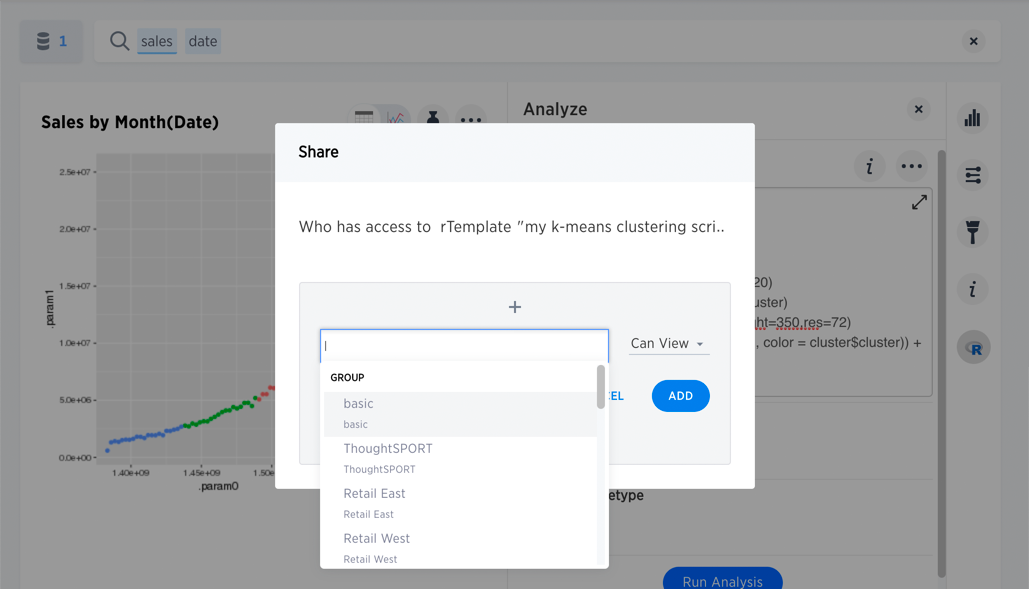 1
sales date
Sales by Month(Date)
Analyze
Share
Who has access to rTemplate "my k-means clustering scri..
+
Can View
GROUP
basic
basic
ThoughtSPORT
ThoughtSPORT
Retail East
Retail East
Retail West
Retail West
EL
ADD
2.5e+07
2.0e+07
1.5e+07
1.0e+07
5.0e+06
0.0e+00
.param1
1.40e+09
1.45e+09
1.50
.param0
i
20)
uster)
ht=350,res=72)
, color = cluster$cluster)) +
i
R
etype
Run Analysis